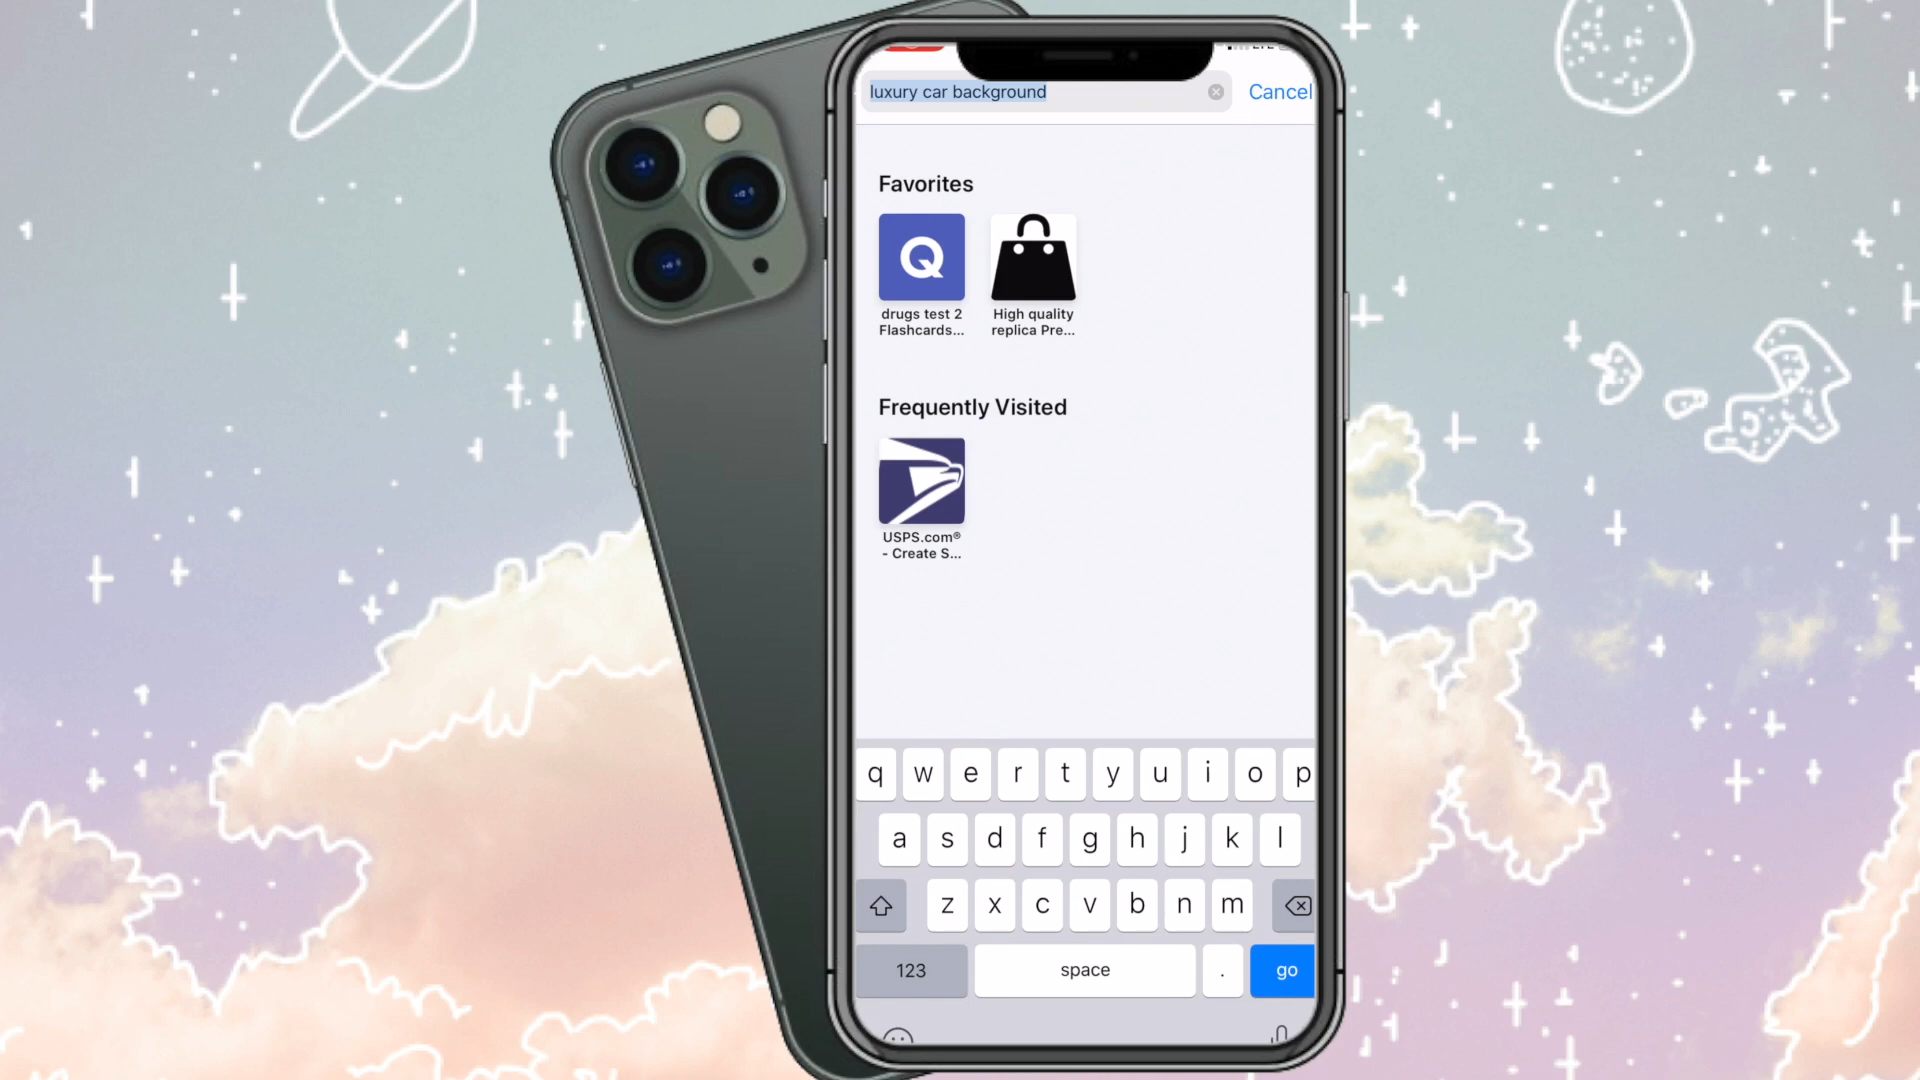 luxury car background
Cancel
Favorites
Q
drugs test 2
Flashcards...
High quality
replica Pre...
Frequently Visited
USPS.com®
- Create S...
q w e r t y u i o p
a s d f g h j k l
z x c v b n m
123 space . go